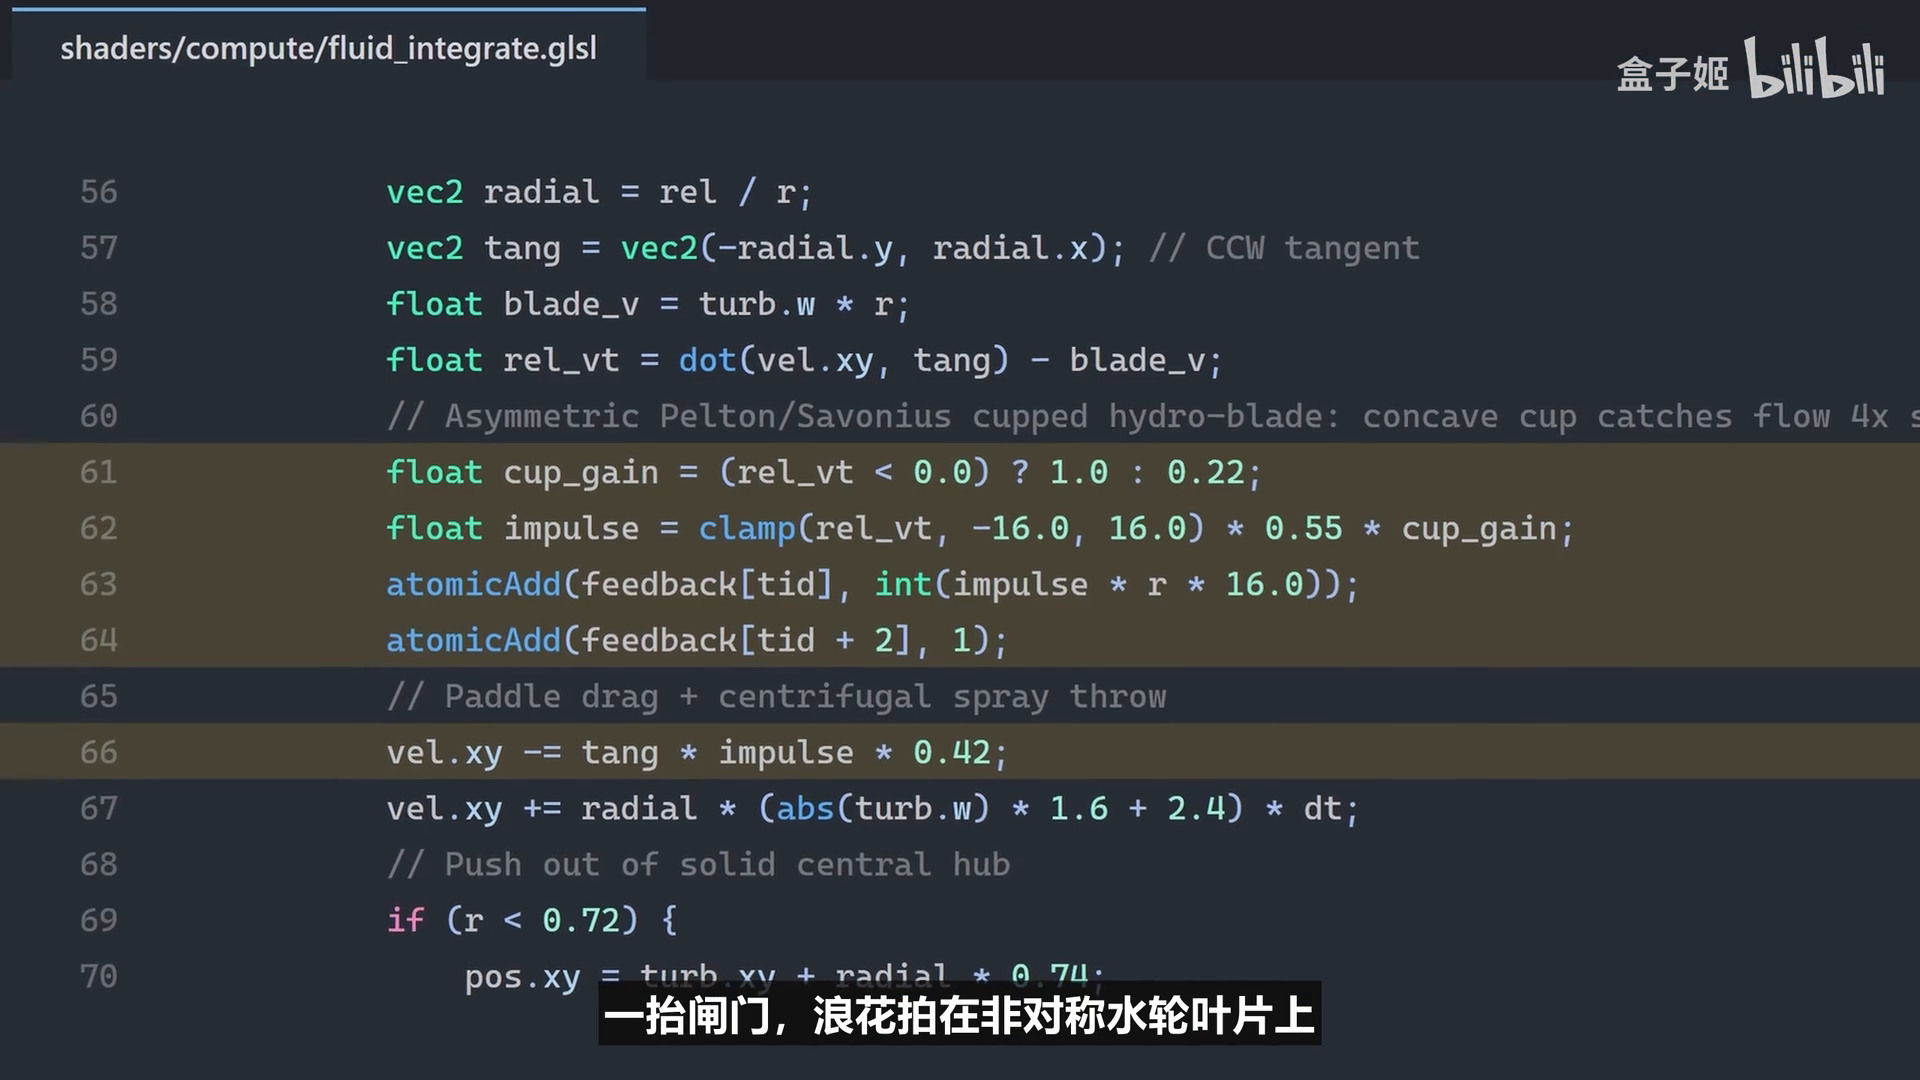 shaders/compute/fluid_integrate.glsl
盒子姬 bilibili
56 vec2 radial = rel / r;
57 vec2 tang = vec2(-radial.y, radial.x); // CCW tangent
58 float blade_v = turb.w * r;
59 float rel_vt = dot(vel.xy, tang) - blade_v;
60 // Asymmetric Pelton/Savonius cupped hydro-blade: concave cup catches flow 4x
61 float cup_gain = (rel_vt < 0.0) ? 1.0 : 0.22;
62 float impulse = clamp(rel_vt, -16.0, 16.0) * 0.55 * cup_gain;
63 atomicAdd(feedback[tid], int(impulse * r * 16.0));
64 atomicAdd(feedback[tid + 2], 1);
65 // Paddle drag + centrifugal spray throw
66 vel.xy -= tang * impulse * 0.42;
67 vel.xy += radial * (abs(turb.w) * 1.6 + 2.4) * dt;
68 // Push out of solid central hub
69 if (r < 0.72) {
70 pos.xy = turb.xy + radial * 0.74;
一抬闸门，浪花拍在非对称水轮叶片上